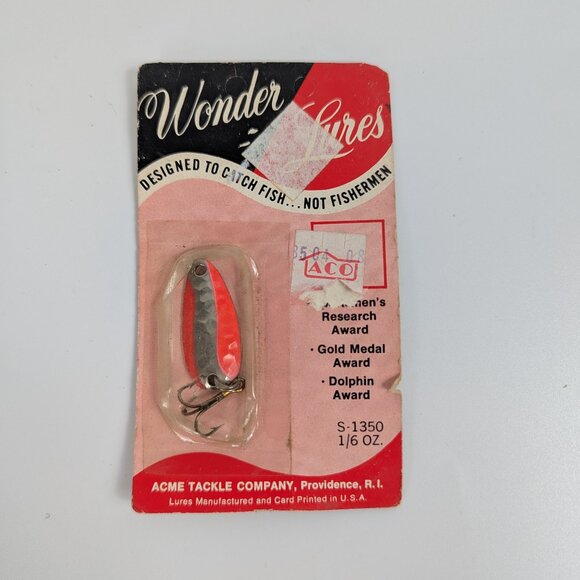 Wonder
Lures
DESIGNED TO CATCH FISH...NOT FISHERMEN
ACO
Research
Award
• Gold Medal
Award
• Dolphin
Award
S-1350
1/6 OZ.
ACME TACKLE COMPANY, Providence, R.I.
Lures Manufactured and Card Printed in U.S.A.